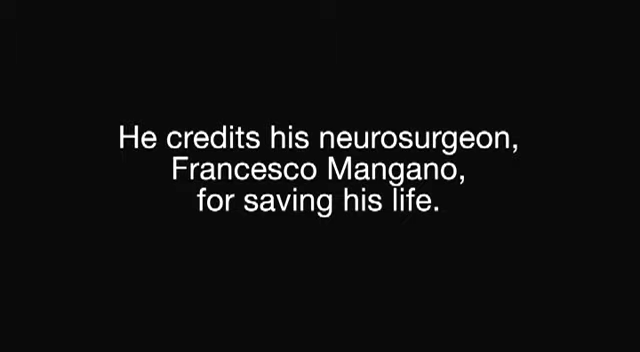 He credits his neurosurgeon,
Francesco Mangano,
for saving his life.